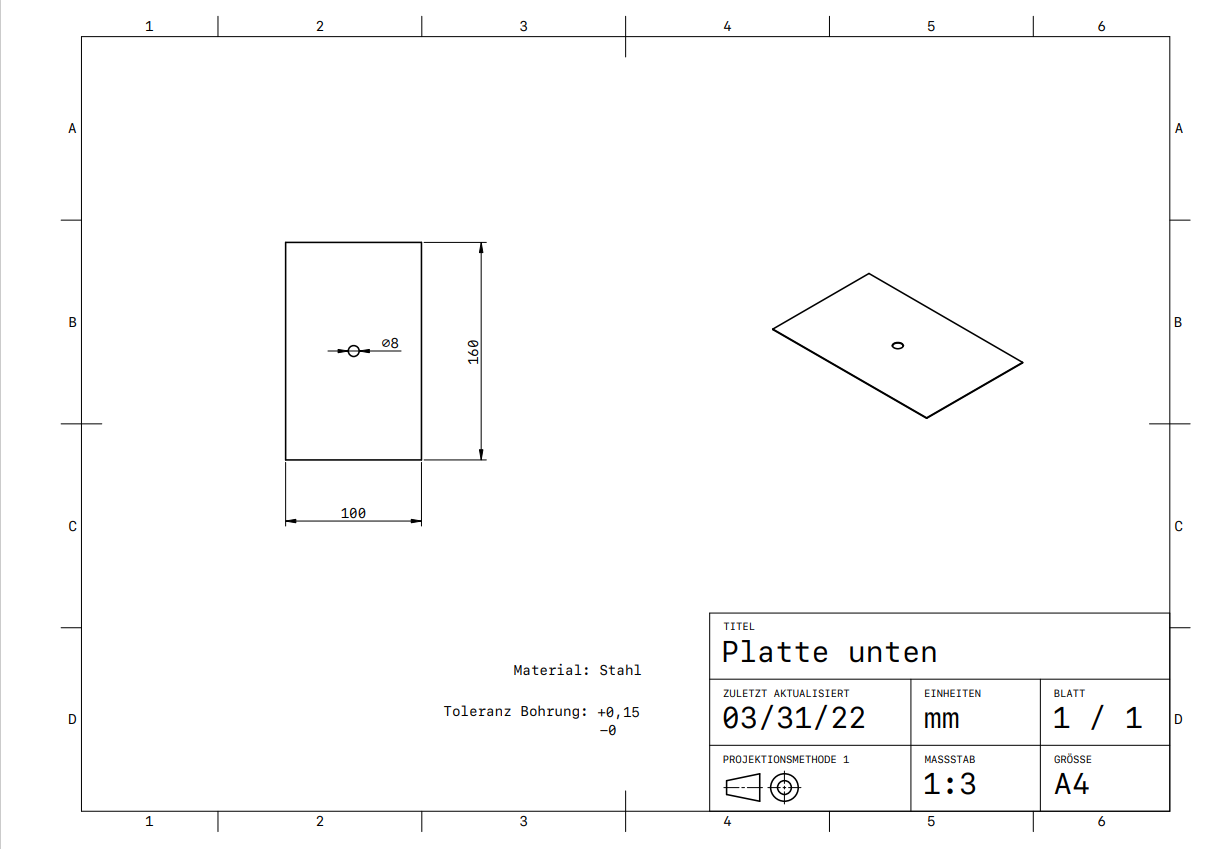 1 2 3 4 5 6
A A
B B
⌀8
160
100
C C
TITEL
Platte unten
Material: Stahl
ZULETZT AKTUALISIERT EINHEITEN BLATT
03/31/22 mm 1 / 1
Toleranz Bohrung: +0,15
-0
D D
PROJEKTIONSMETHODE 1 MASSSTAB GRÖSSE
1:3 A4
1 2 3 4 5 6